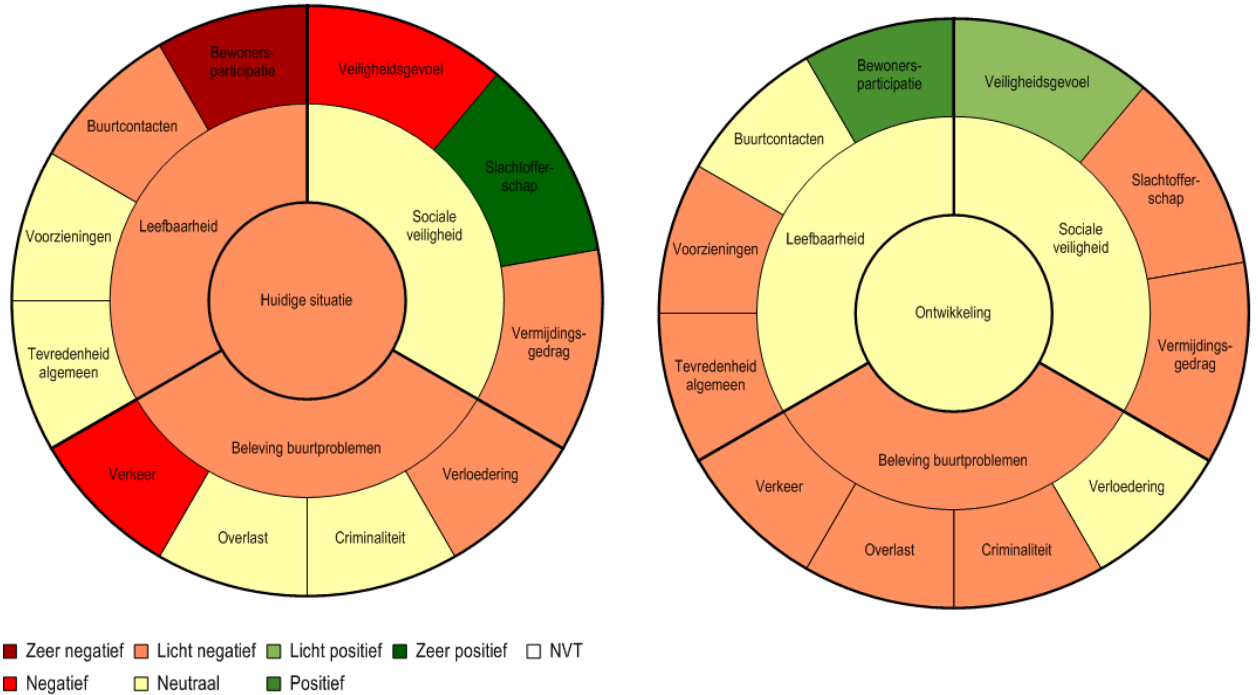 Bewoners-
participatie
Veiligheidsgevoel
Buurtcontacten
Slachtoffer-
schap
Voorzieningen
Leefbaarheid
Sociale
veiligheid
Huidige situatie
Tevredenheid
algemeen
Vermijdings-
gedrag
Verkeer
Beleving buurtproblemen
Verloedering
Overlast
Criminaliteit
Bewoners-
participatie
Veiligheidsgevoel
Buurtcontacten
Slachtoffer-
schap
Voorzieningen
Leefbaarheid
Sociale
veiligheid
Ontwikkeling
Tevredenheid
algemeen
Vermijdings-
gedrag
Verkeer
Beleving buurtproblemen
Verloedering
Overlast
Criminaliteit
Zeer negatief Licht negatief Licht positief Zeer positief NVT
Negatief Neutraal Positief